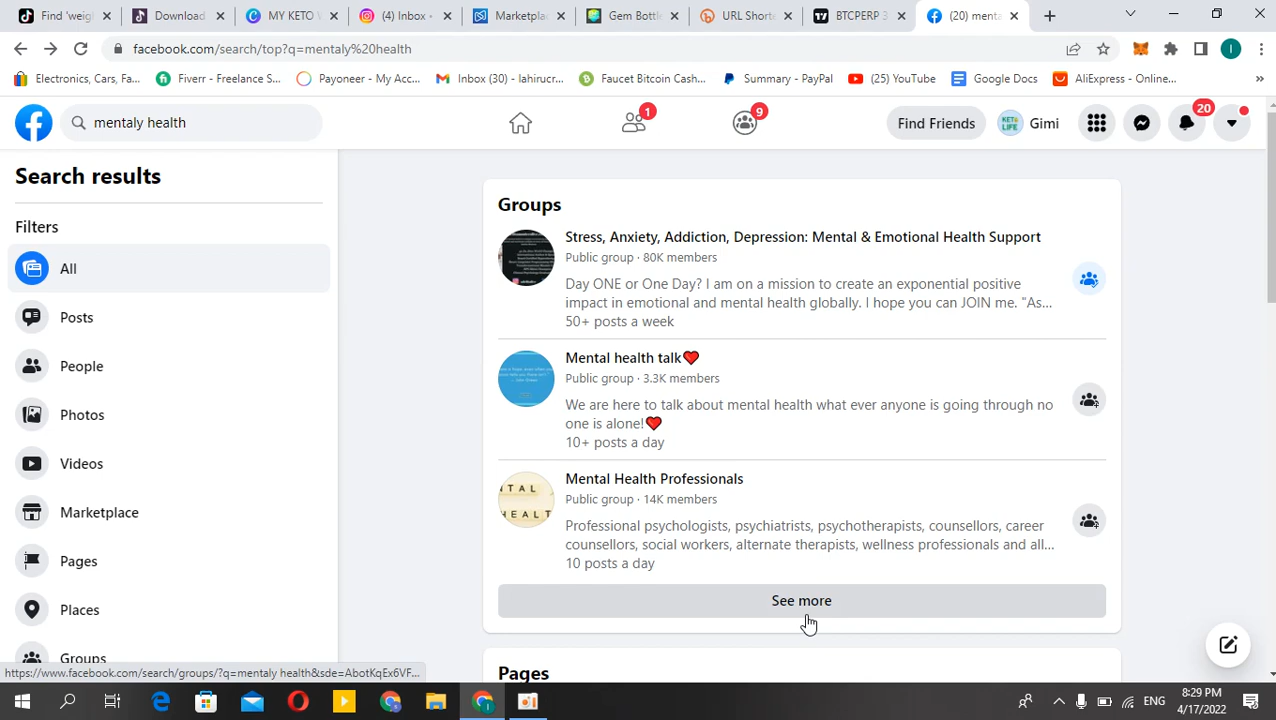 Find 'weig
Download
MY KETO
(4) Inbox ·
Marketplac
Gem Bottle
URL Shorte
BTCPERP 3
(20) menta
facebook.com/search/top?q=mentaly%20health
Electronics, Cars, Fa...
Fiverr - Freelance S...
Payoneer - My Acc...
Inbox (30) - lahirucr...
Faucet Bitcoin Cash...
Summary - PayPal
(25) YouTube
Google Docs
AliExpress - Online...
»
mentaly health
1
9
Find Friends
KETO LIFE
Gimi
20
Search results
Filters
All
Posts
People
Photos
Videos
Marketplace
Pages
Places
Groups
Groups
Stress, Anxiety, Addiction, Depression: Mental & Emotional Health Support
Public group · 80K members
Day ONE or One Day? I am on a mission to create an exponential positive
impact in emotional and mental health globally. I hope you can JOIN me. "As...
50+ posts a week
Mental health talk❤
Public group · 3.3K members
We are here to talk about mental health what ever anyone is going through no
one is alone!❤
10+ posts a day
NTAL
HEALT
Mental Health Professionals
Public group · 14K members
Professional psychologists, psychiatrists, psychotherapists, counsellors, career
counsellors, social workers, alternate therapists, wellness professionals and all...
10 posts a day
See more
Pages
https://www.facebook.com/search/groups/?q=mentaly health&sde=AbotKqEx6VF...
ENG
8:29 PM
4/17/2022